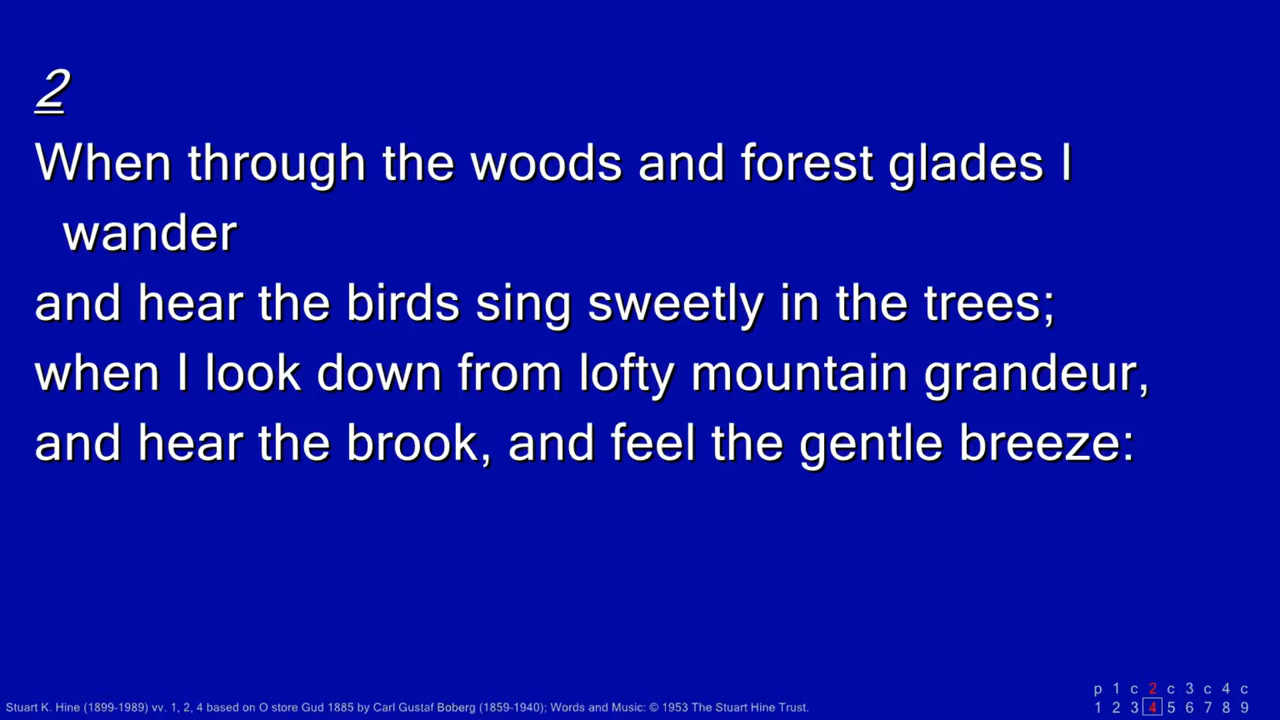 2
When through the woods and forest glades I
wander
and hear the birds sing sweetly in the trees;
when I look down from lofty mountain grandeur,
and hear the brook, and feel the gentle breeze:
Stuart K. Hine (1899-1989) vv. 1, 2, 4 based on O store Gud 1885 by Carl Gustaf Boberg (1859-1940); Words and Music: © 1953 The Stuart Hine Trust.
p 1 c 2 c 3 c 4 c
1 2 3 4 5 6 7 8 9